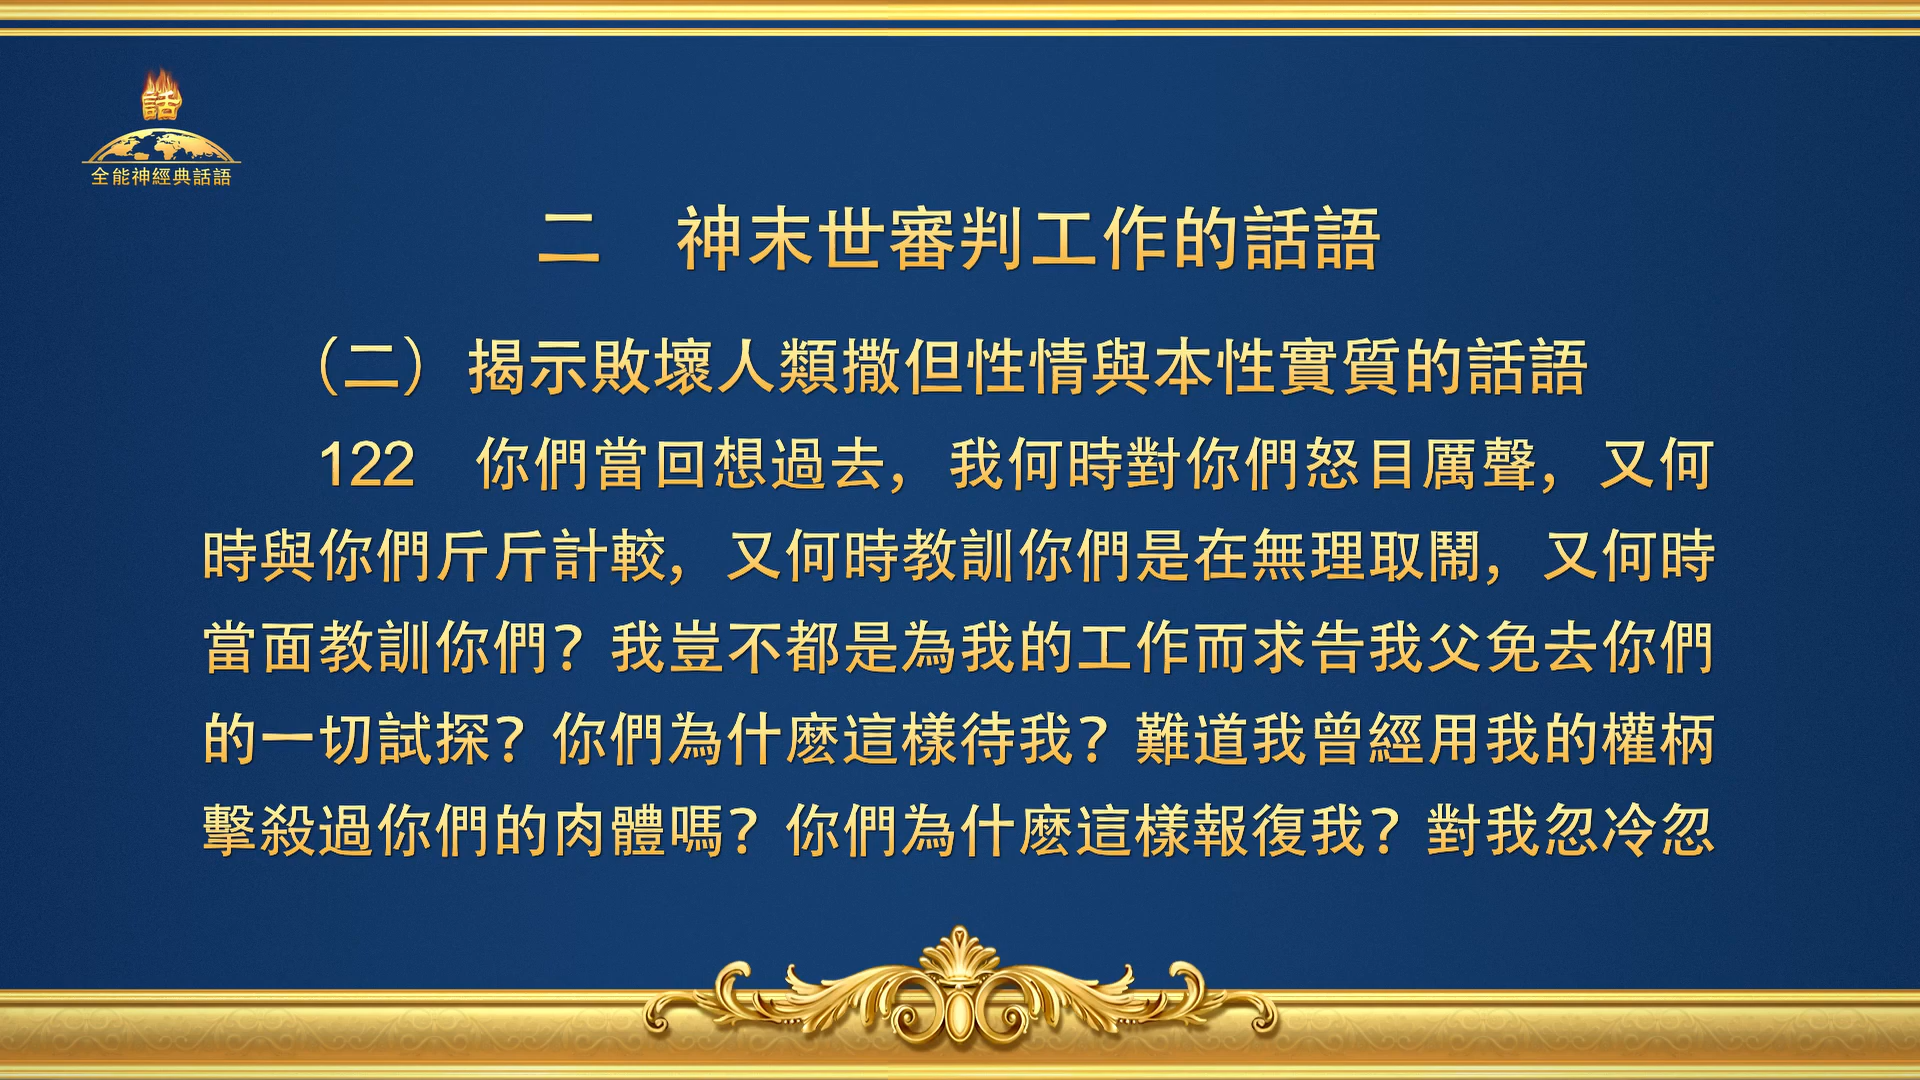 話
全能神經典話語
二　神末世審判工作的話語
（二） 揭示敗壞人類撒但性情與本性實質的話語
122　你們當回想過去，我何時對你們怒目厲聲，又何
時與你們斤斤計較，又何時教訓你們是在無理取鬧，又何時
當面教訓你們？我豈不都是為我的工作而求告我父免去你們
的一切試探？你們為什麽這樣待我？難道我曾經用我的權柄
擊殺過你們的肉體嗎？你們為什麽這樣報復我？對我忽冷忽